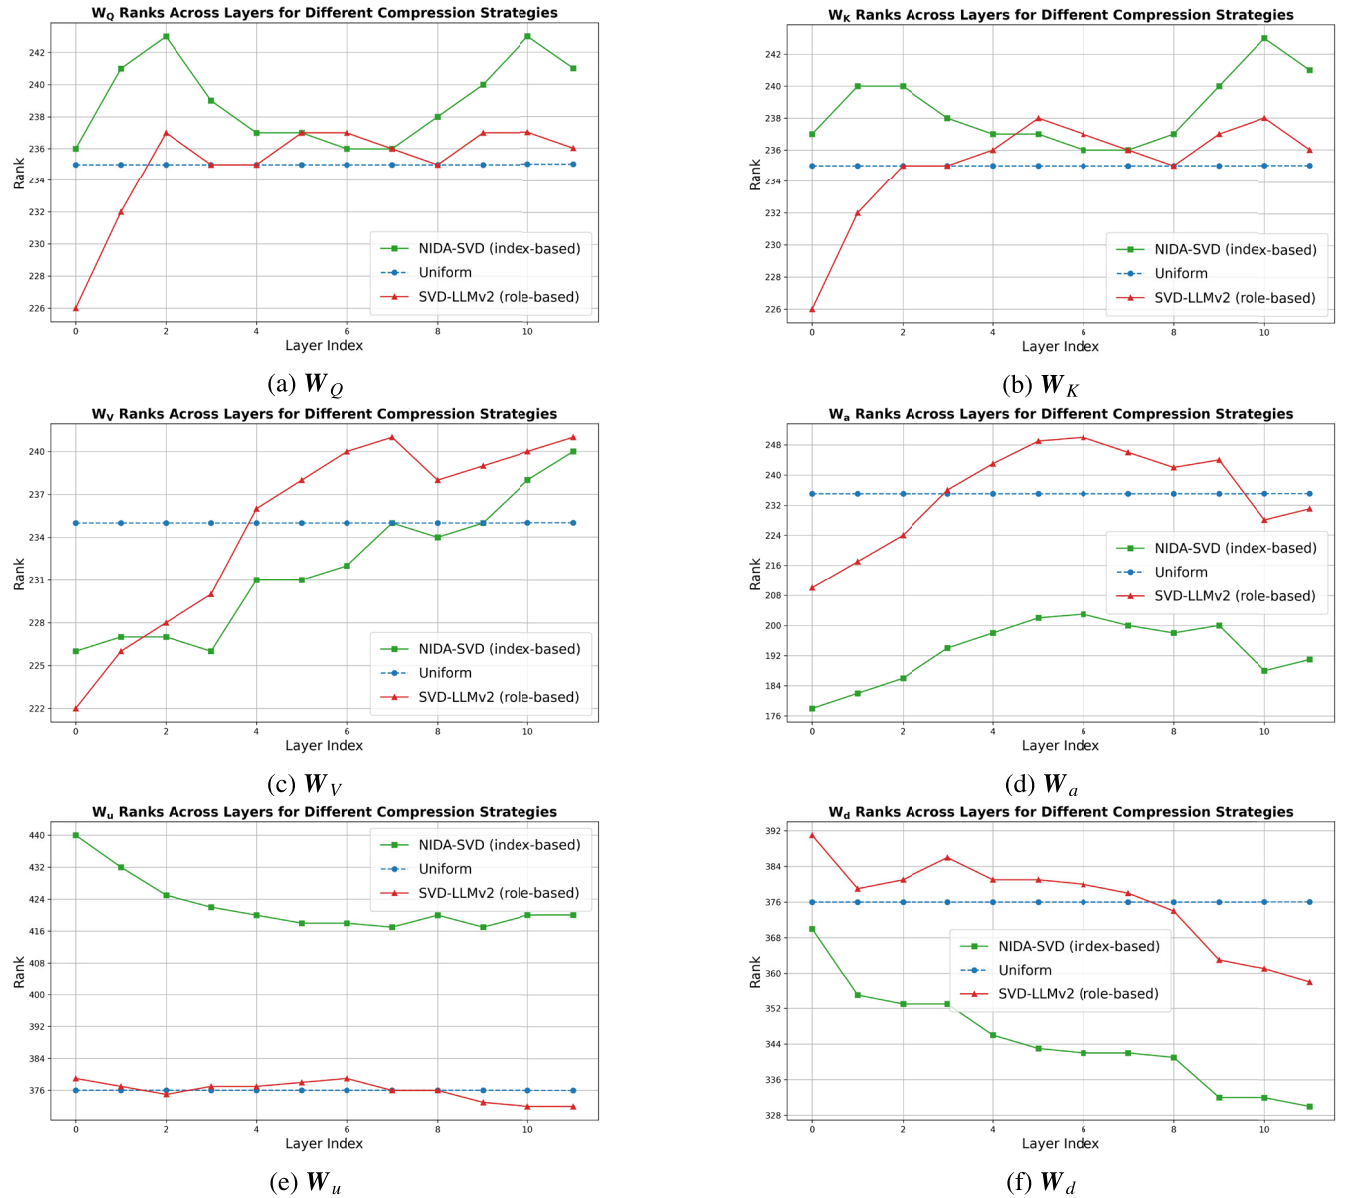 W_Q Ranks Across Layers for Different Compression Strategies
Rank
242
240
238
236
234
232
230
228
226
NIDA-SVD (index-based)
Uniform
SVD-LLMv2 (role-based)
0 2 4 6 8 10
Layer Index
(a) W_Q
W_K Ranks Across Layers for Different Compression Strategies
Rank
242
240
238
236
234
232
230
228
226
NIDA-SVD (index-based)
Uniform
SVD-LLMv2 (role-based)
0 2 4 6 8 10
Layer Index
(b) W_K
W_V Ranks Across Layers for Different Compression Strategies
Rank
240
237
234
231
228
225
222
NIDA-SVD (index-based)
Uniform
SVD-LLMv2 (role-based)
0 2 4 6 8 10
Layer Index
(c) W_V
W_a Ranks Across Layers for Different Compression Strategies
Rank
248
240
232
224
216
208
200
192
184
176
NIDA-SVD (index-based)
Uniform
SVD-LLMv2 (role-based)
0 2 4 6 8 10
Layer Index
(d) W_a
W_u Ranks Across Layers for Different Compression Strategies
Rank
440
432
424
416
408
400
392
384
376
NIDA-SVD (index-based)
Uniform
SVD-LLMv2 (role-based)
0 2 4 6 8 10
Layer Index
(e) W_u
W_d Ranks Across Layers for Different Compression Strategies
Rank
392
384
376
368
360
352
344
336
328
NIDA-SVD (index-based)
Uniform
SVD-LLMv2 (role-based)
0 2 4 6 8 10
Layer Index
(f) W_d